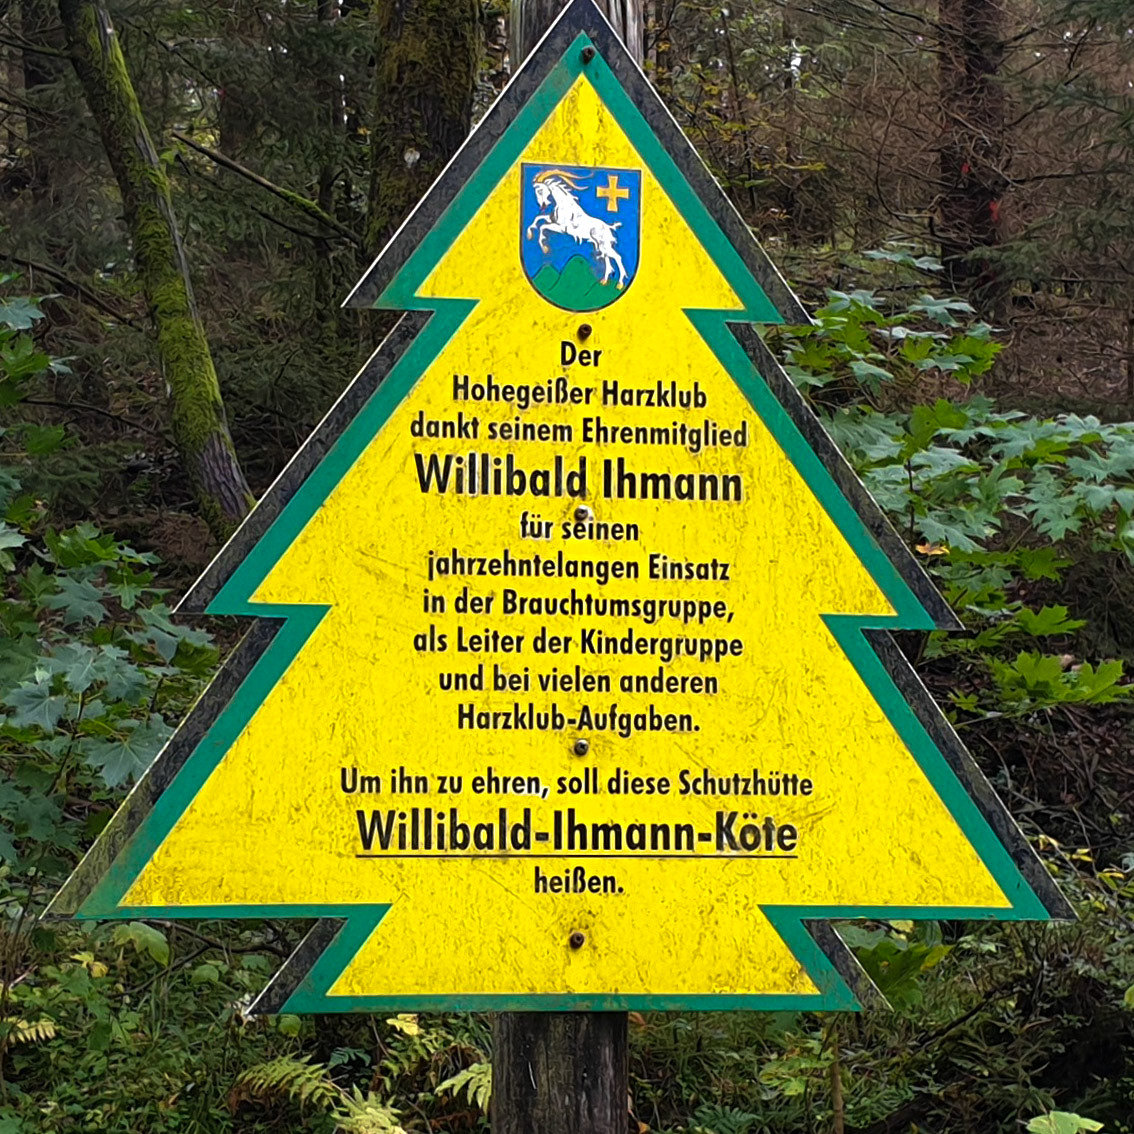 Der
Hohegeißer Harzklub
dankt seinem Ehrenmitglied
Willibald Ihmann
für seinen
jahrzehntelangen Einsatz
in der Brauchtumsgruppe,
als Leiter der Kindergruppe
und bei vielen anderen
Harzklub-Aufgaben.
Um ihn zu ehren, soll diese Schutzhütte
Willibald-Ihmann-Köte
heißen.